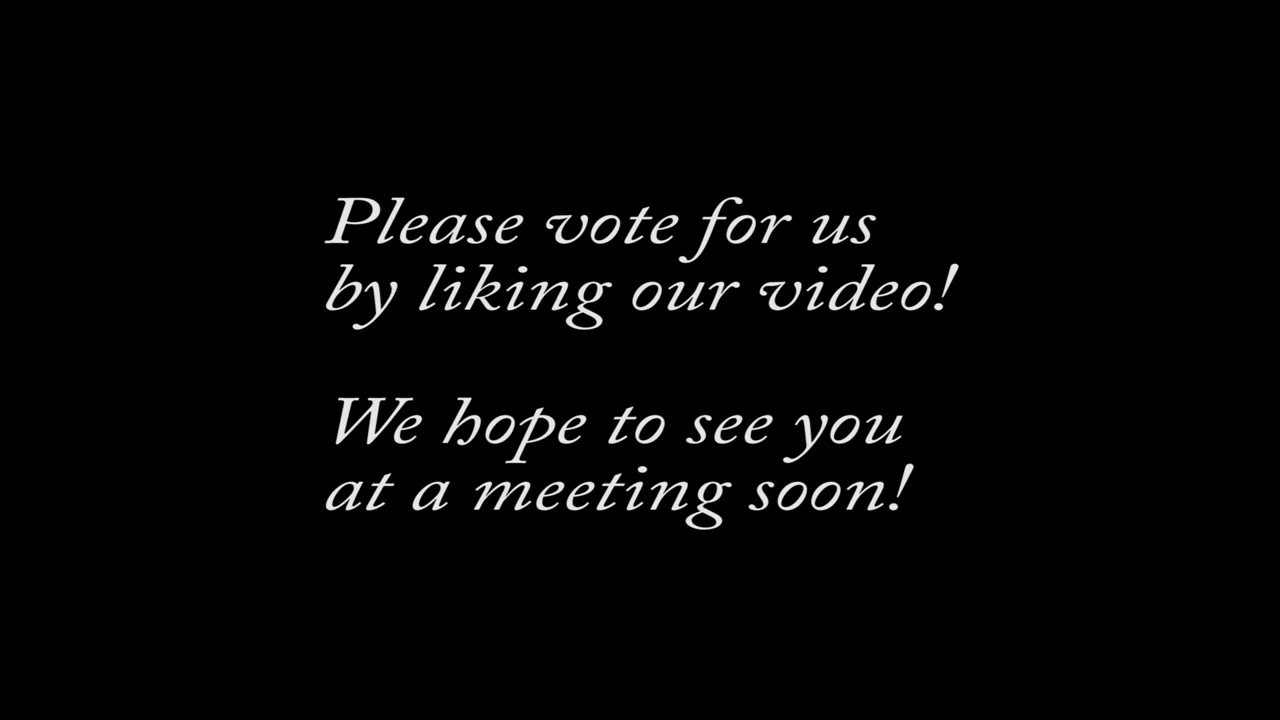 Please vote for us
by liking our video!
We hope to see you
at a meeting soon!